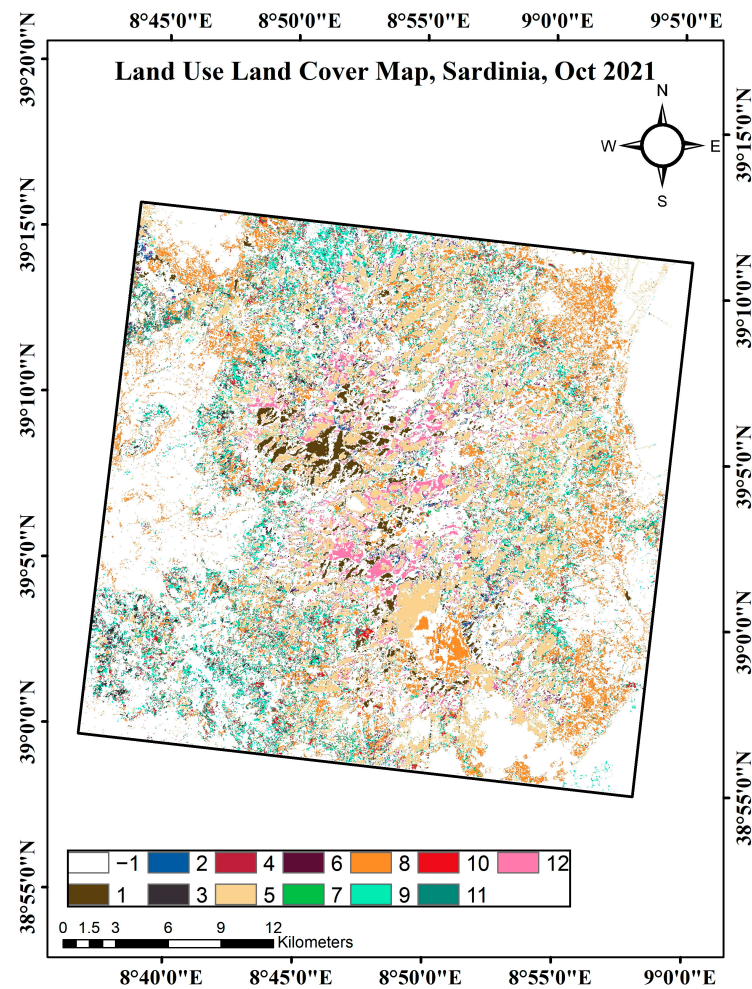 8°45'0"E 8°50'0"E 8°55'0"E 9°0'0"E 9°5'0"E
Land Use Land Cover Map, Sardinia, Oct 2021
N
W E
S
39°20'0"N
39°15'0"N
39°10'0"N
39°5'0"N
39°0'0"N
38°55'0"N
39°15'0"N
39°10'0"N
39°5'0"N
39°0'0"N
38°55'0"N
−1 2 4 6 8 10 12
1 3 5 7 9 11
0 1.5 3 6 9 12
Kilometers
8°40'0"E 8°45'0"E 8°50'0"E 8°55'0"E 9°0'0"E